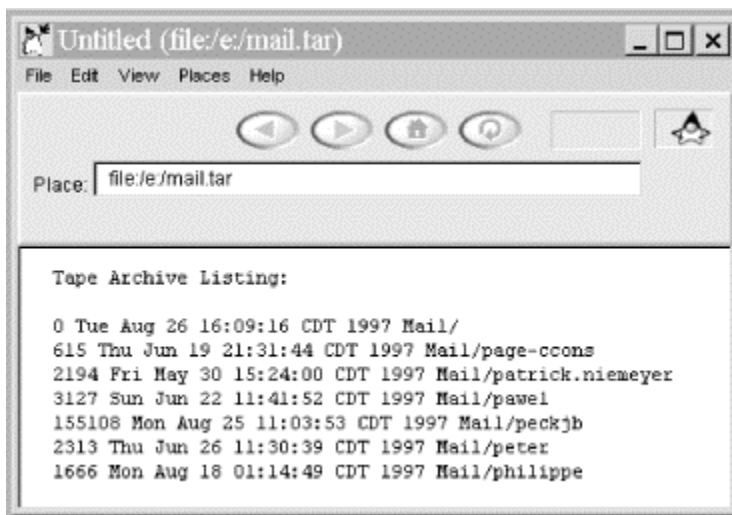 Untitled (file:/e:/mail.tar)
File Edit View Places Help
Place: file:/e:/mail.tar
Tape Archive Listing:
0 Tue Aug 26 16:09:16 CDT 1997 Mail/
615 Thu Jun 19 21:31:44 CDT 1997 Mail/page-ccons
2194 Fri May 30 15:24:00 CDT 1997 Mail/patrick.niemeyer
3127 Sun Jun 22 11:41:52 CDT 1997 Mail/pawel
155108 Mon Aug 25 11:03:53 CDT 1997 Mail/peckjb
2313 Thu Jun 26 11:30:39 CDT 1997 Mail/peter
1666 Mon Aug 18 01:14:49 CDT 1997 Mail/philippe